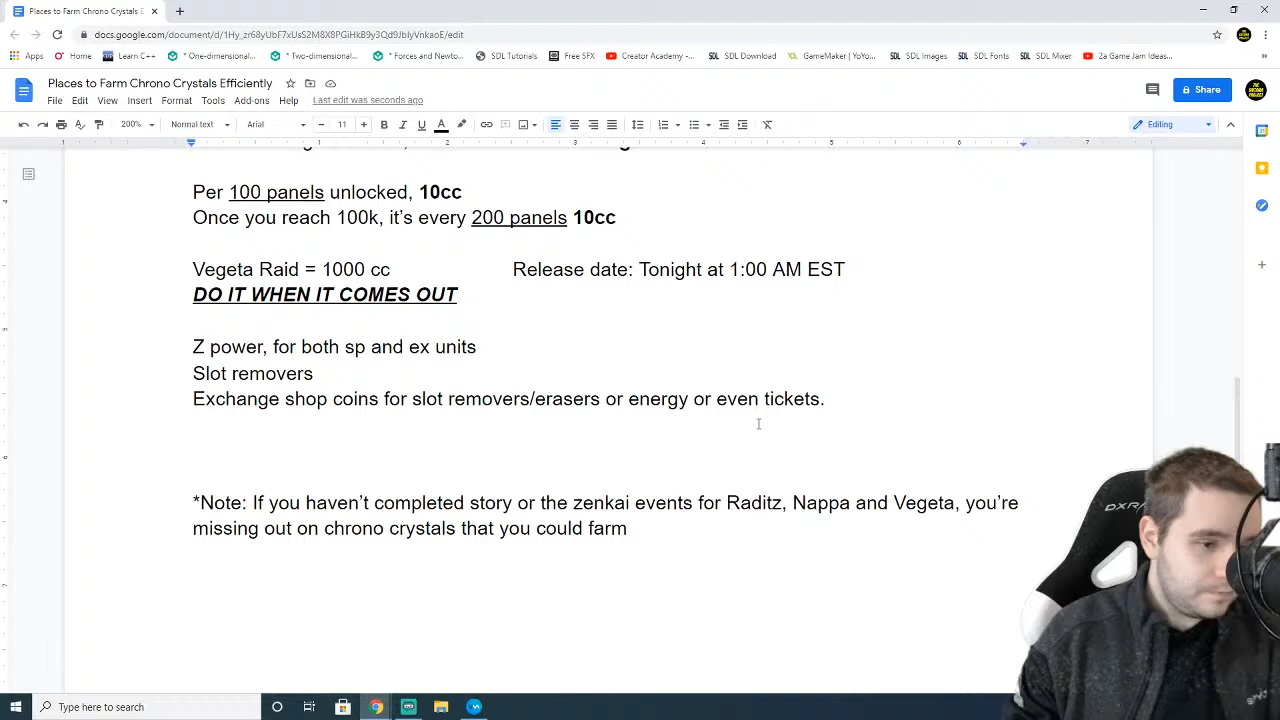 Places to Farm Chrono Crystals
docs.google.com/document/d/1Hy_zr68yUbF7xUsS2M8X8PGiHkB9y3Qd9JblyVnkaoE/edit
Apps Home Learn C++ * One-dimensional... * Two-dimensional... * Forces and Newto... SDL Tutorials Free SFX Creator Academy -... SDL Download GameMaker | YoYo... SDL Images SDL Fonts SDL Mixer Za Game Jam Ideas...
Places to Farm Chrono Crystals Efficiently
File Edit View Insert Format Tools Add-ons Help Last edit was seconds ago
Share
200% Normal text Arial 11 Editing
Per 100 panels unlocked, 10cc
Once you reach 100k, it's every 200 panels 10cc
Vegeta Raid = 1000 cc Release date: Tonight at 1:00 AM EST
DO IT WHEN IT COMES OUT
Z power, for both sp and ex units
Slot removers
Exchange shop coins for slot removers/erasers or energy or even tickets.
*Note: If you haven't completed story or the zenkai events for Raditz, Nappa and Vegeta, you're
missing out on chrono crystals that you could farm
DXR
Type here to search